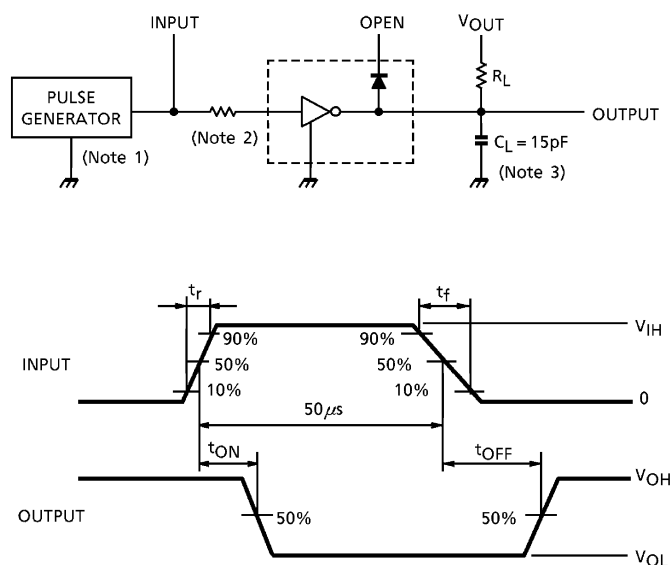 INPUT OPEN VOUT
PULSE GENERATOR
(Note 1)
(Note 2)
RL
OUTPUT
CL = 15pF
(Note 3)
tr tf
INPUT
90% 90% VIH
50% 50%
10% 10% 0
50μs
tON tOFF
OUTPUT
VOH
50% 50%
VOL